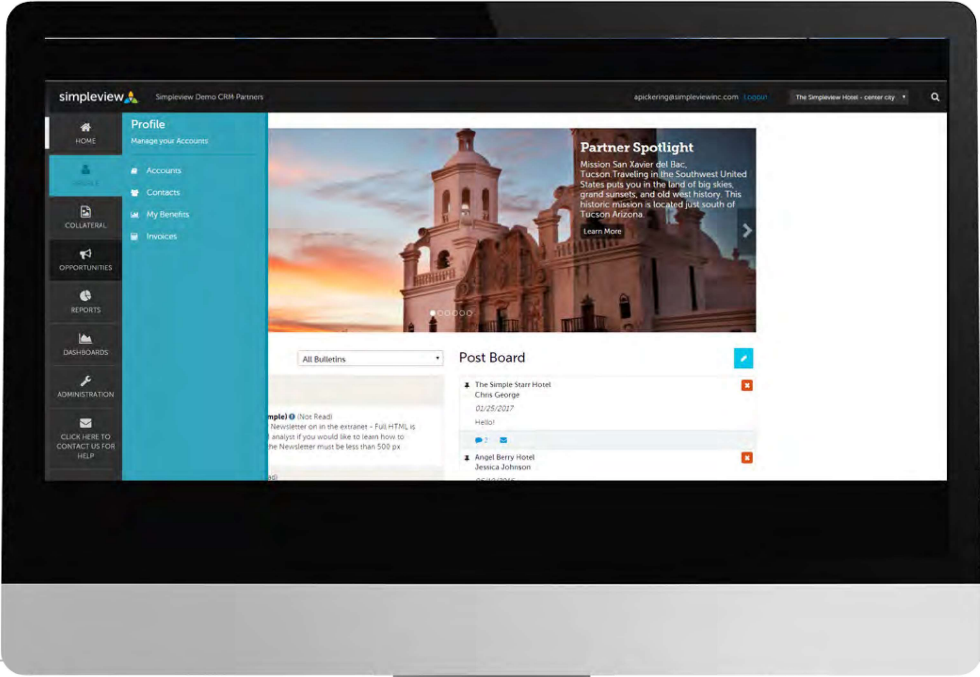 simpleview
Simpleview Demo CRM Partners
apickering@simpleviewinc.com Logout
The Simpleview Hotel - center city
HOME
PROFILE
COLLATERAL
OPPORTUNITIES
REPORTS
DASHBOARDS
ADMINISTRATION
CLICK HERE TO
CONTACT US FOR
HELP
Profile
Manage your Accounts
Accounts
Contacts
My Benefits
Invoices
Partner Spotlight
Mission San Xavier del Bac,
Tucson Traveling in the Southwest United
States puts you in the land of big skies,
grand sunsets, and old west history. This
historic mission is located just south of
Tucson Arizona.
Learn More
All Bulletins
mple) (Not Read)
Newsletter on in the extranet - Full HTML is
analyst if you would like to learn how to
he Newsletter must be less than 500 px
ad)
Post Board
The Simple Starr Hotel
Chris George
01/25/2017
Hello!
2
Angel Berry Hotel
Jessica Johnson